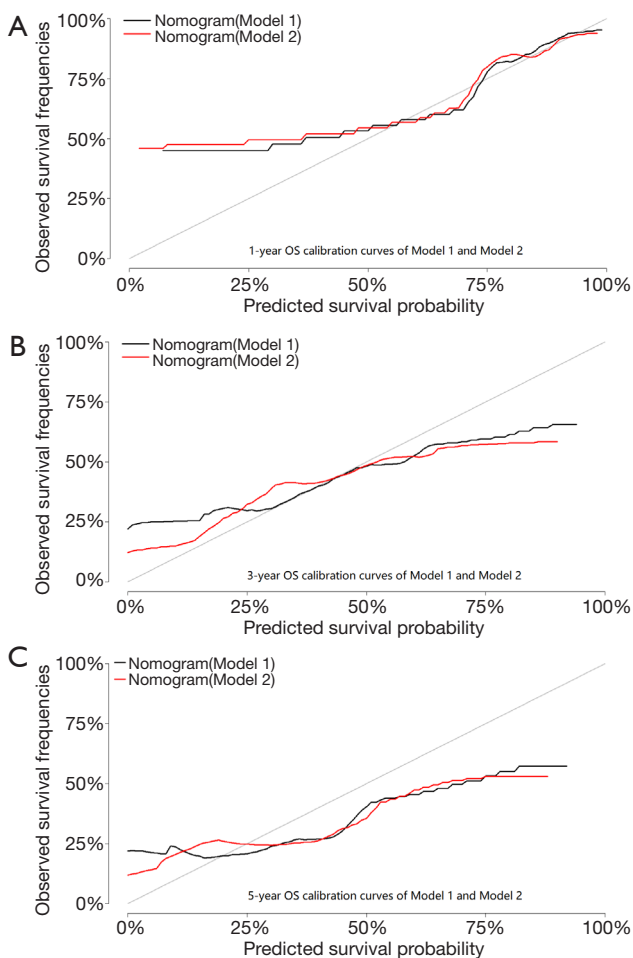 A
Nomogram(Model 1)
Nomogram(Model 2)
Observed survival frequencies
100%
75%
50%
25%
0%
1-year OS calibration curves of Model 1 and Model 2
0% 25% 50% 75% 100%
Predicted survival probability
B
Nomogram(Model 1)
Nomogram(Model 2)
Observed survival frequencies
100%
75%
50%
25%
0%
3-year OS calibration curves of Model 1 and Model 2
0% 25% 50% 75% 100%
Predicted survival probability
C
Nomogram(Model 1)
Nomogram(Model 2)
Observed survival frequencies
100%
75%
50%
25%
0%
5-year OS calibration curves of Model 1 and Model 2
0% 25% 50% 75% 100%
Predicted survival probability